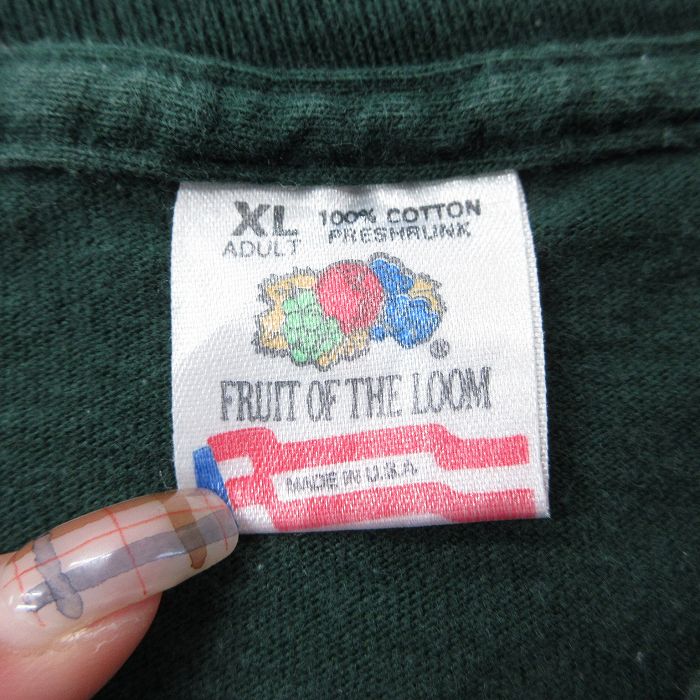 XL 100% COTTON
ADULT PRESHRUNK
®
FRUIT OF THE LOOM
MADE IN U.S.A.